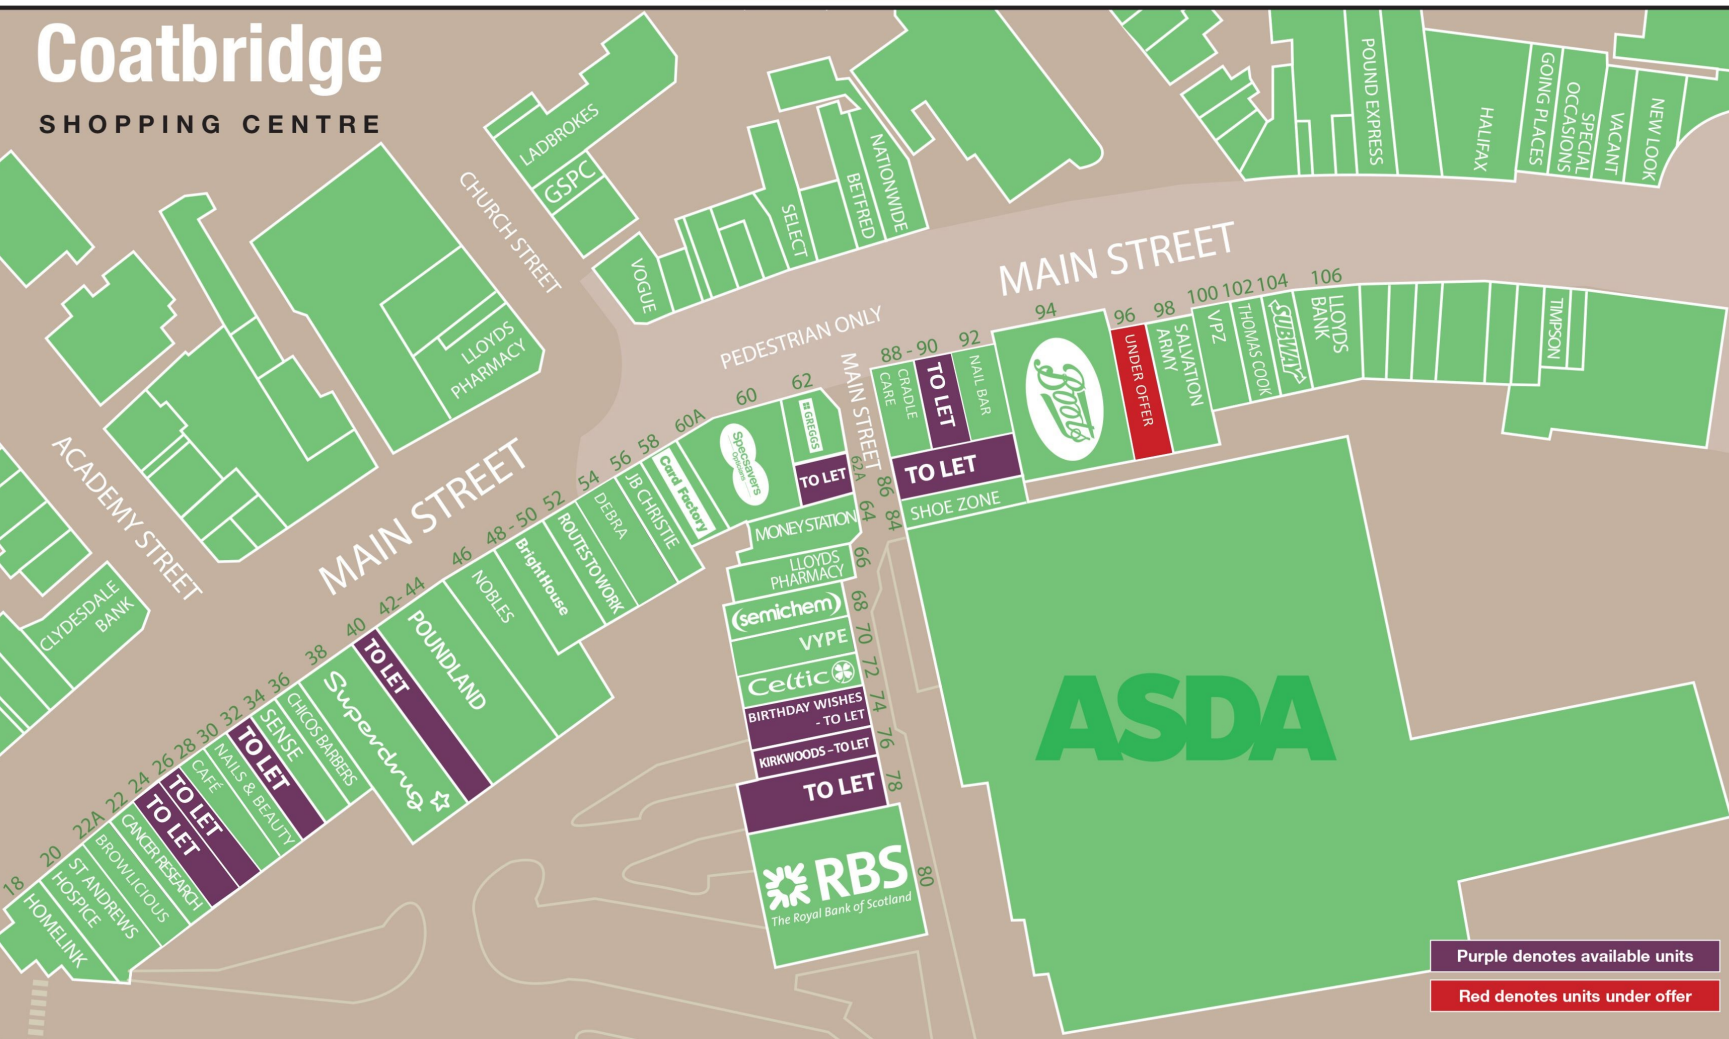 Coatbridge
SHOPPING CENTRE
LADBROKES
GSPC
CHURCH STREET
VOGUE
SELECT
BETFRED
NATIONWIDE
POUND EXPRESS
HALIFAX
GOING PLACES
SPECIAL
OCCASIONS
VACANT
NEW LOOK
LLOYDS
PHARMACY
ACADEMY STREET
CLYDESDALE
BANK
MAIN STREET
MAIN STREET
PEDESTRIAN ONLY
MAIN STREET
18
HOMELINK
20
ST ANDREWS
HOSPICE
22A
BROWLICIOUS
22
CANCER RESEARCH
24
TO LET
26
TO LET
28
CAFÉ
30
NAILS & BEAUTY
32
TO LET
34
SENSE
36
CHICOS BARBERS
38
Superdrug
40
TO LET
42- 44
POUNDLAND
46
NOBLES
48 - 50
BrightHouse
52
ROUTES TO WORK
54
DEBRA
56
JB CHRISTIE
58
Card Factory
60A
60
Specsavers
Opticians
62
GREGGS
62A
TO LET
64
MONEY STATION
66
LLOYDS
PHARMACY
68
(semichem)
70
VYPE
72
Celtic
74
BIRTHDAY WISHES
- TO LET
76
KIRKWOODS – TO LET
78
TO LET
80
RBS
The Royal Bank of Scotland
84
SHOE ZONE
86
TO LET
88 - 90
CRADLE
CARE
TO LET
92
NAIL BAR
94
Boots
96
UNDER OFFER
98
SALVATION
ARMY
100
VPZ
102
THOMAS COOK
104
SUBWAY
106
LLOYDS
BANK
TIMPSON
ASDA
Purple denotes available units
Red denotes units under offer